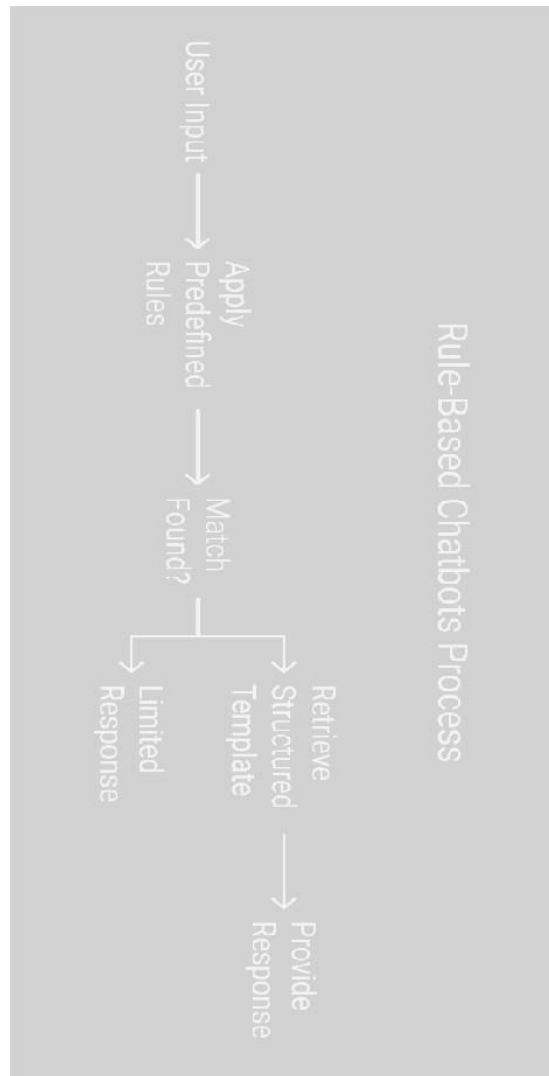 Rule-Based Chatbots Process
User Input
Apply
Predefined
Rules
Match
Found?
Retrieve
Structured
Template
Provide
Response
Limited
Response